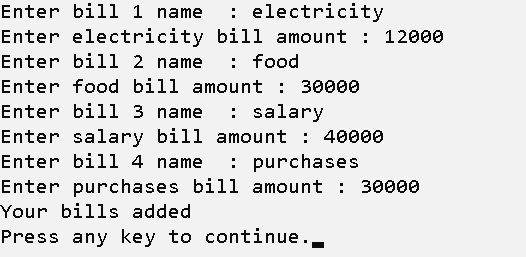 Enter bill 1 name  : electricity
Enter electricity bill amount : 12000
Enter bill 2 name  : food
Enter food bill amount : 30000
Enter bill 3 name  : salary
Enter salary bill amount : 40000
Enter bill 4 name  : purchases
Enter purchases bill amount : 30000
Your bills added
Press any key to continue.